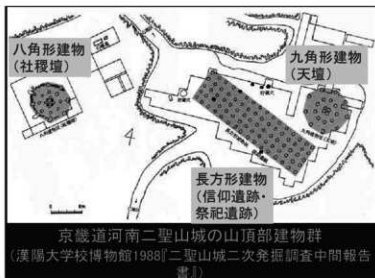 八角形建物
(社稷壇)
九角形建物
(天壇)
長方形建物
(信仰遺跡・
祭祀遺跡)
京畿道河南二聖山城の山頂部建物群
(漢陽大学校博物館1988『二聖山城二次発掘調査中間報告
書』)